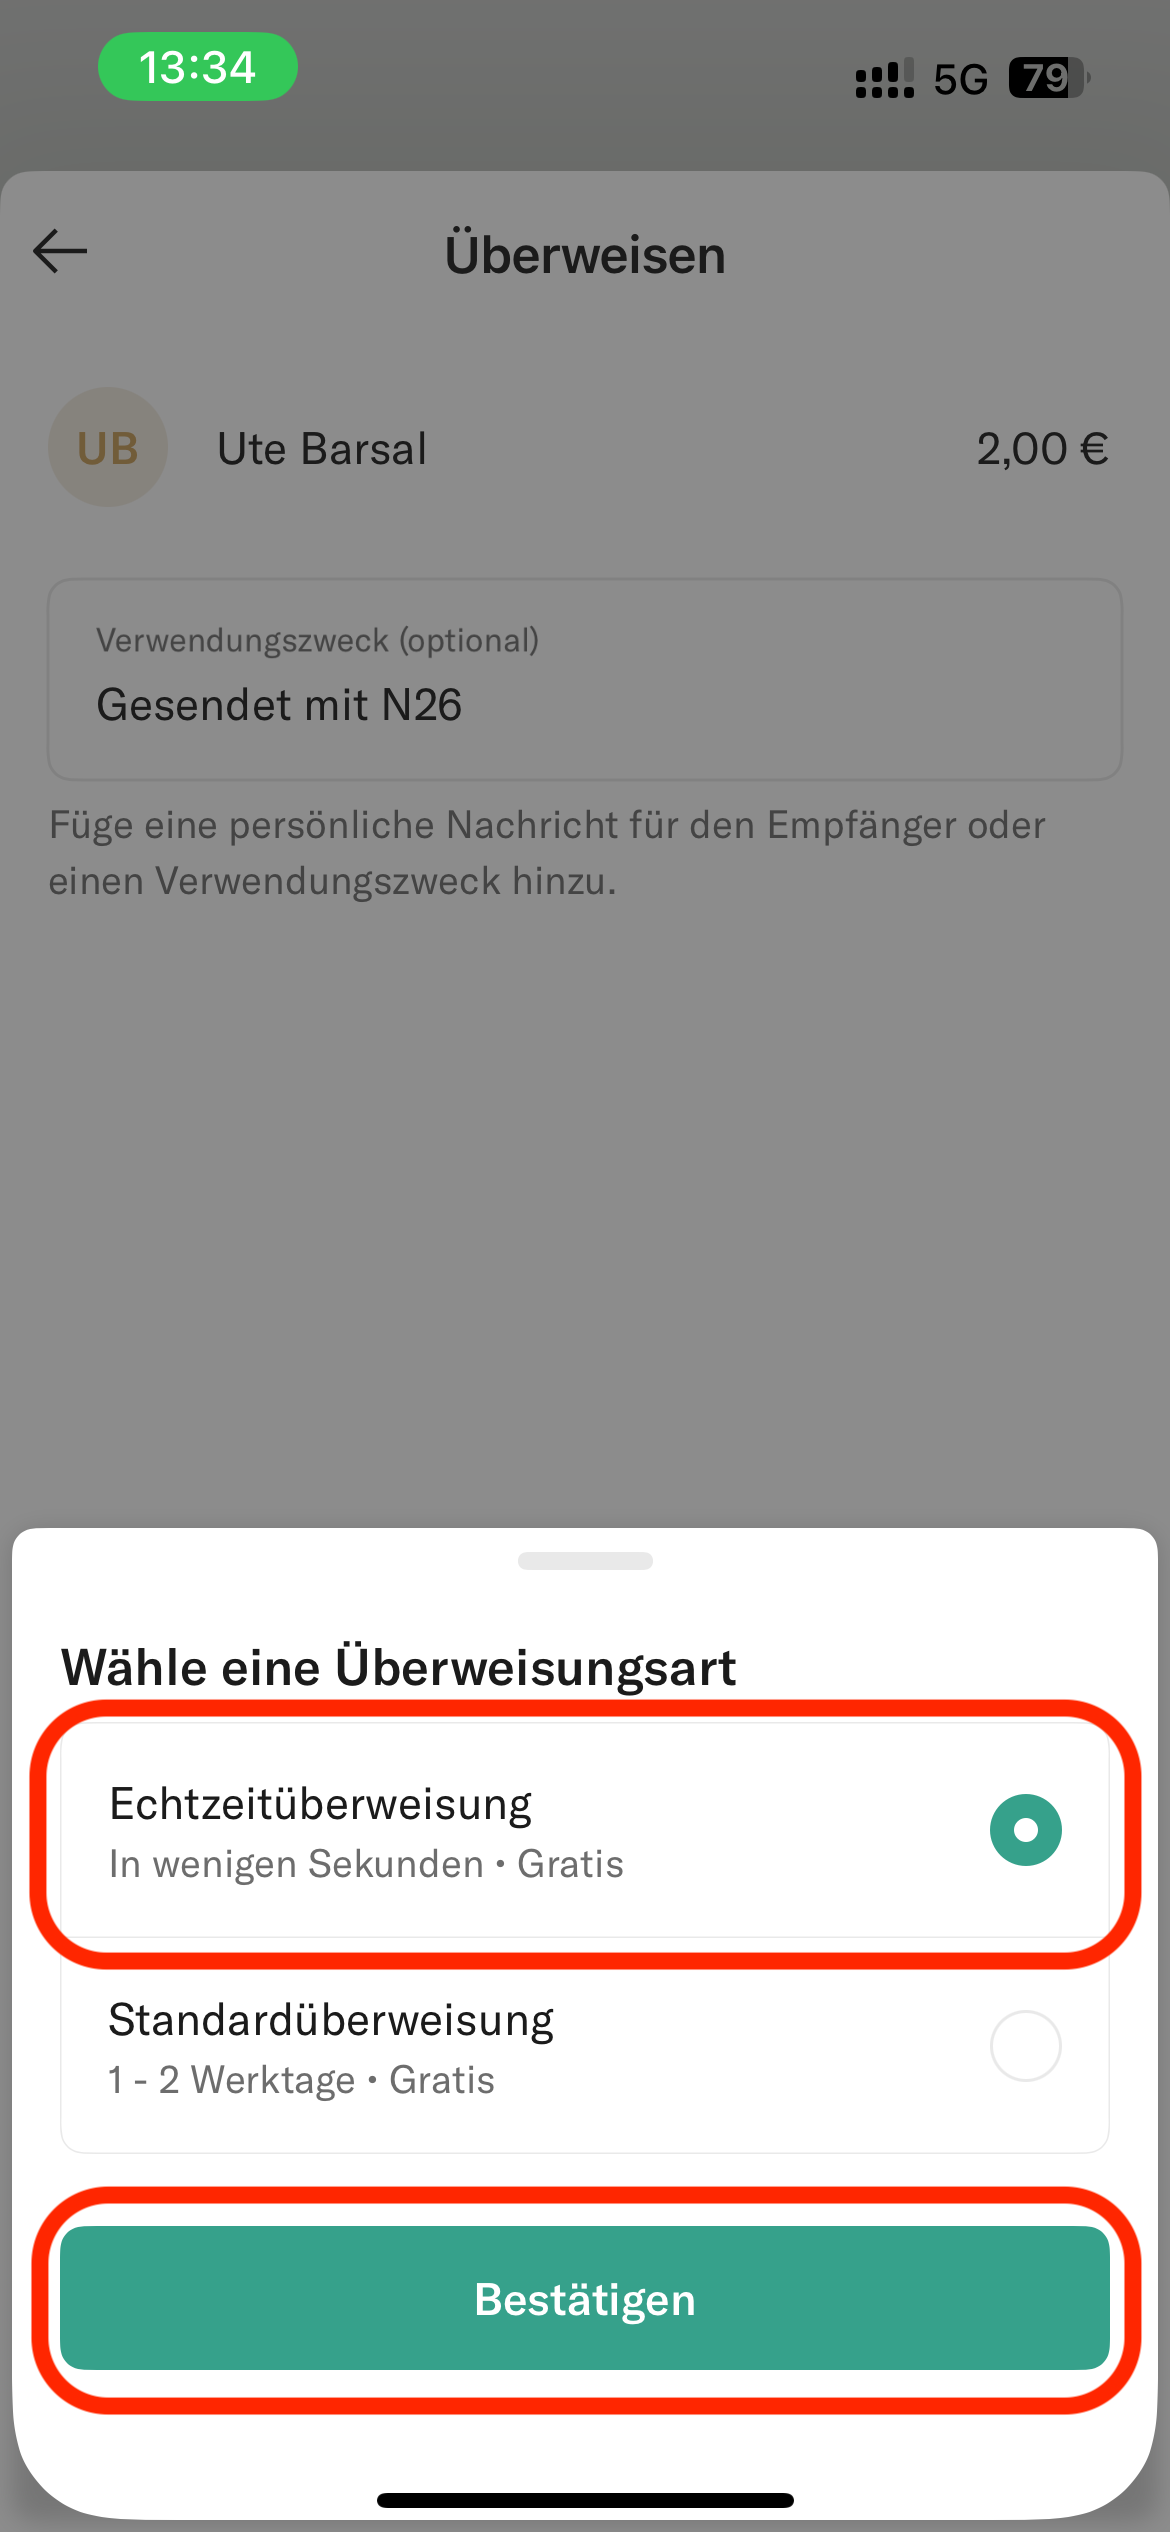 13:34
5G 79
Überweisen
UB Ute Barsal 2,00 €
Verwendungszweck (optional)
Gesendet mit N26
Füge eine persönliche Nachricht für den Empfänger oder
einen Verwendungszweck hinzu.
Wähle eine Überweisungsart
Echtzeitüberweisung
In wenigen Sekunden • Gratis
Standardüberweisung
1 - 2 Werktage • Gratis
Bestätigen